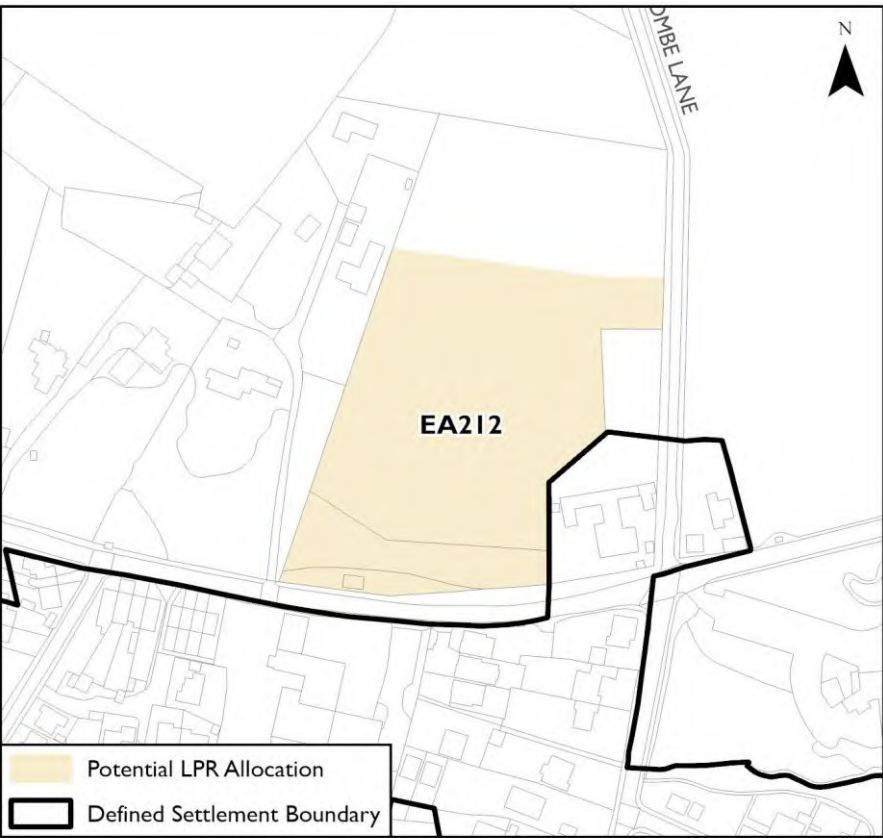 N
OMBE LANE
EA212
Potential LPR Allocation
Defined Settlement Boundary